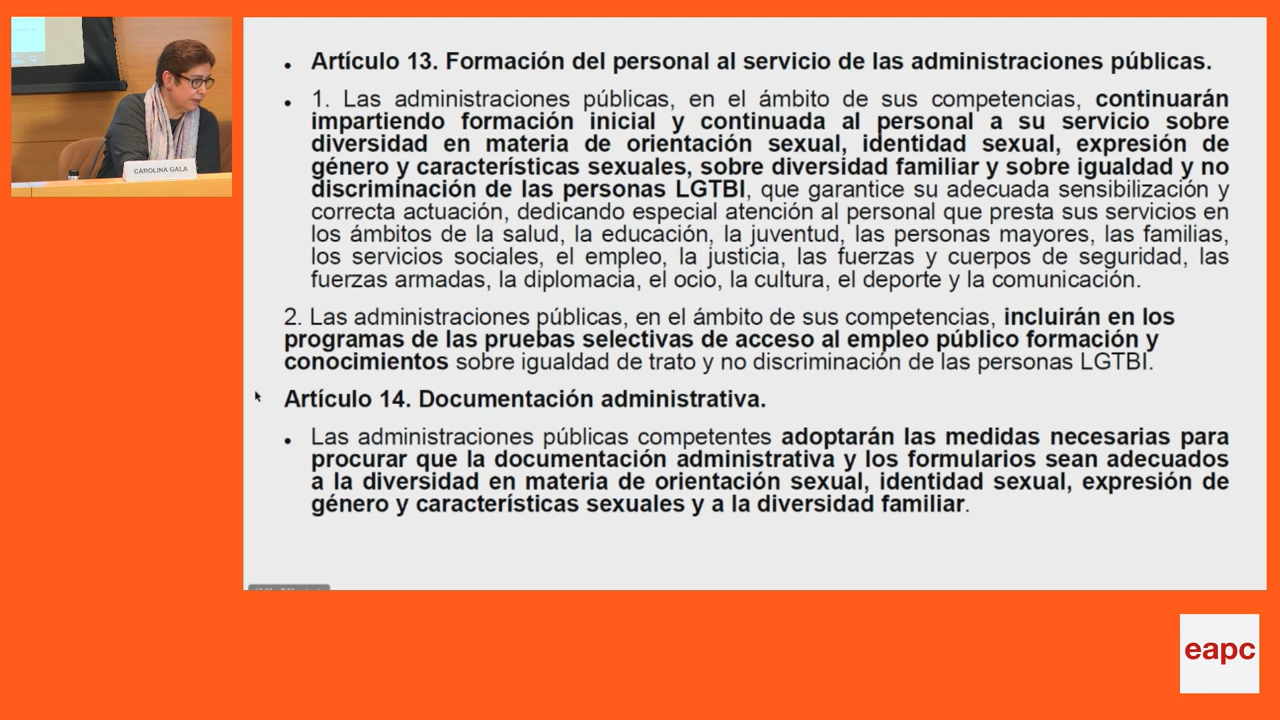 Artículo 13. Formación del personal al servicio de las administraciones públicas.
1. Las administraciones públicas, en el ámbito de sus competencias, continuarán
impartiendo formación inicial y continuada al personal a su servicio sobre
diversidad en materia de orientación sexual, identidad sexual, expresión de
género y características sexuales, sobre diversidad familiar y sobre igualdad y no
discriminación de las personas LGTBI, que garantice su adecuada sensibilización y
correcta actuación, dedicando especial atención al personal que presta sus servicios en
los ámbitos de la salud, la educación, la juventud, las personas mayores, las familias,
los servicios sociales, el empleo, la justicia, las fuerzas y cuerpos de seguridad, las
fuerzas armadas, la diplomacia, el ocio, la cultura, el deporte y la comunicación.
2. Las administraciones públicas, en el ámbito de sus competencias, incluirán en los
programas de las pruebas selectivas de acceso al empleo público formación y
conocimientos sobre igualdad de trato y no discriminación de las personas LGTBI.
Artículo 14. Documentación administrativa.
Las administraciones públicas competentes adoptarán las medidas necesarias para
procurar que la documentación administrativa y los formularios sean adecuados
a la diversidad en materia de orientación sexual, identidad sexual, expresión de
género y características sexuales y a la diversidad familiar.
CAROLINA GALA
eapc